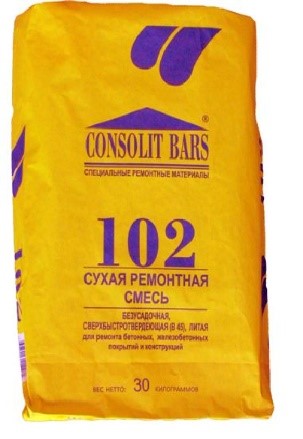 ®
CONSOLIT BARS
СПЕЦИАЛЬНЫЕ РЕМОНТНЫЕ МАТЕРИАЛЫ
102
СУХАЯ РЕМОНТНАЯ
СМЕСЬ
БЕЗУСАДОЧНАЯ,
СВЕРХБЫСТРОТВЕРДЕЮЩАЯ (В 45), ЛИТАЯ
для ремонта бетонных, железобетонных
покрытий и конструкций
ВЕС НЕТТО: 30 КИЛОГРАММОВ